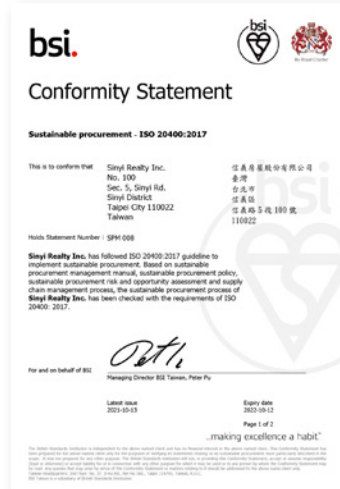 bsi.
bsi
By Royal Charter
Conformity Statement
Sustainable procurement - ISO 20400:2017
This is to conform that
Sinyi Realty Inc.
No. 100
Sec. 5, Sinyi Rd.
Sinyi District
Taipei City 110022
Taiwan
信義房屋股份有限公司
臺灣
台北市
信義區
信義路 5 段 100 號
110022
Holds Statement Number : SPM 008
Sinyi Realty Inc. has followed ISO 20400:2017 guideline to
implement sustainable procurement. Based on sustainable
procurement management manual, sustainable procurement policy,
sustainable procurement risk and opportunity assessment and supply
chain management process, the sustainable procurement process of
Sinyi Realty Inc. has been checked with the requirements of ISO
20400: 2017.
For and on behalf of BSI
Managing Director BSI Taiwan, Peter Pu
Latest issue
2021-10-13
Expiry date
2022-10-12
Page 1 of 2
...making excellence a habit.™